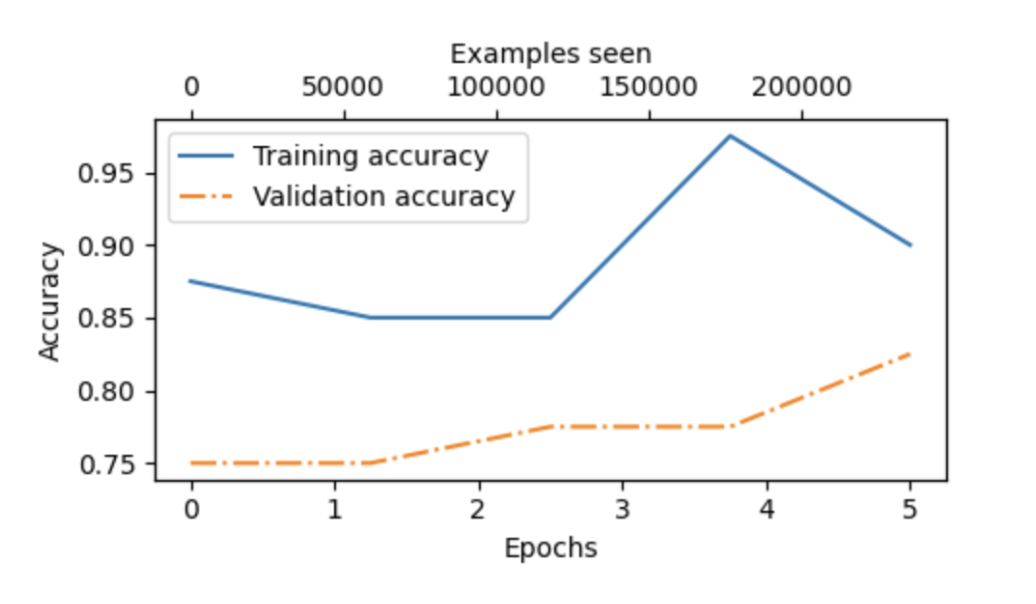 Examples seen
0 50000 100000 150000 200000
Training accuracy
Validation accuracy
0.95
0.90
0.85
0.80
0.75
Accuracy
0 1 2 3 4 5
Epochs